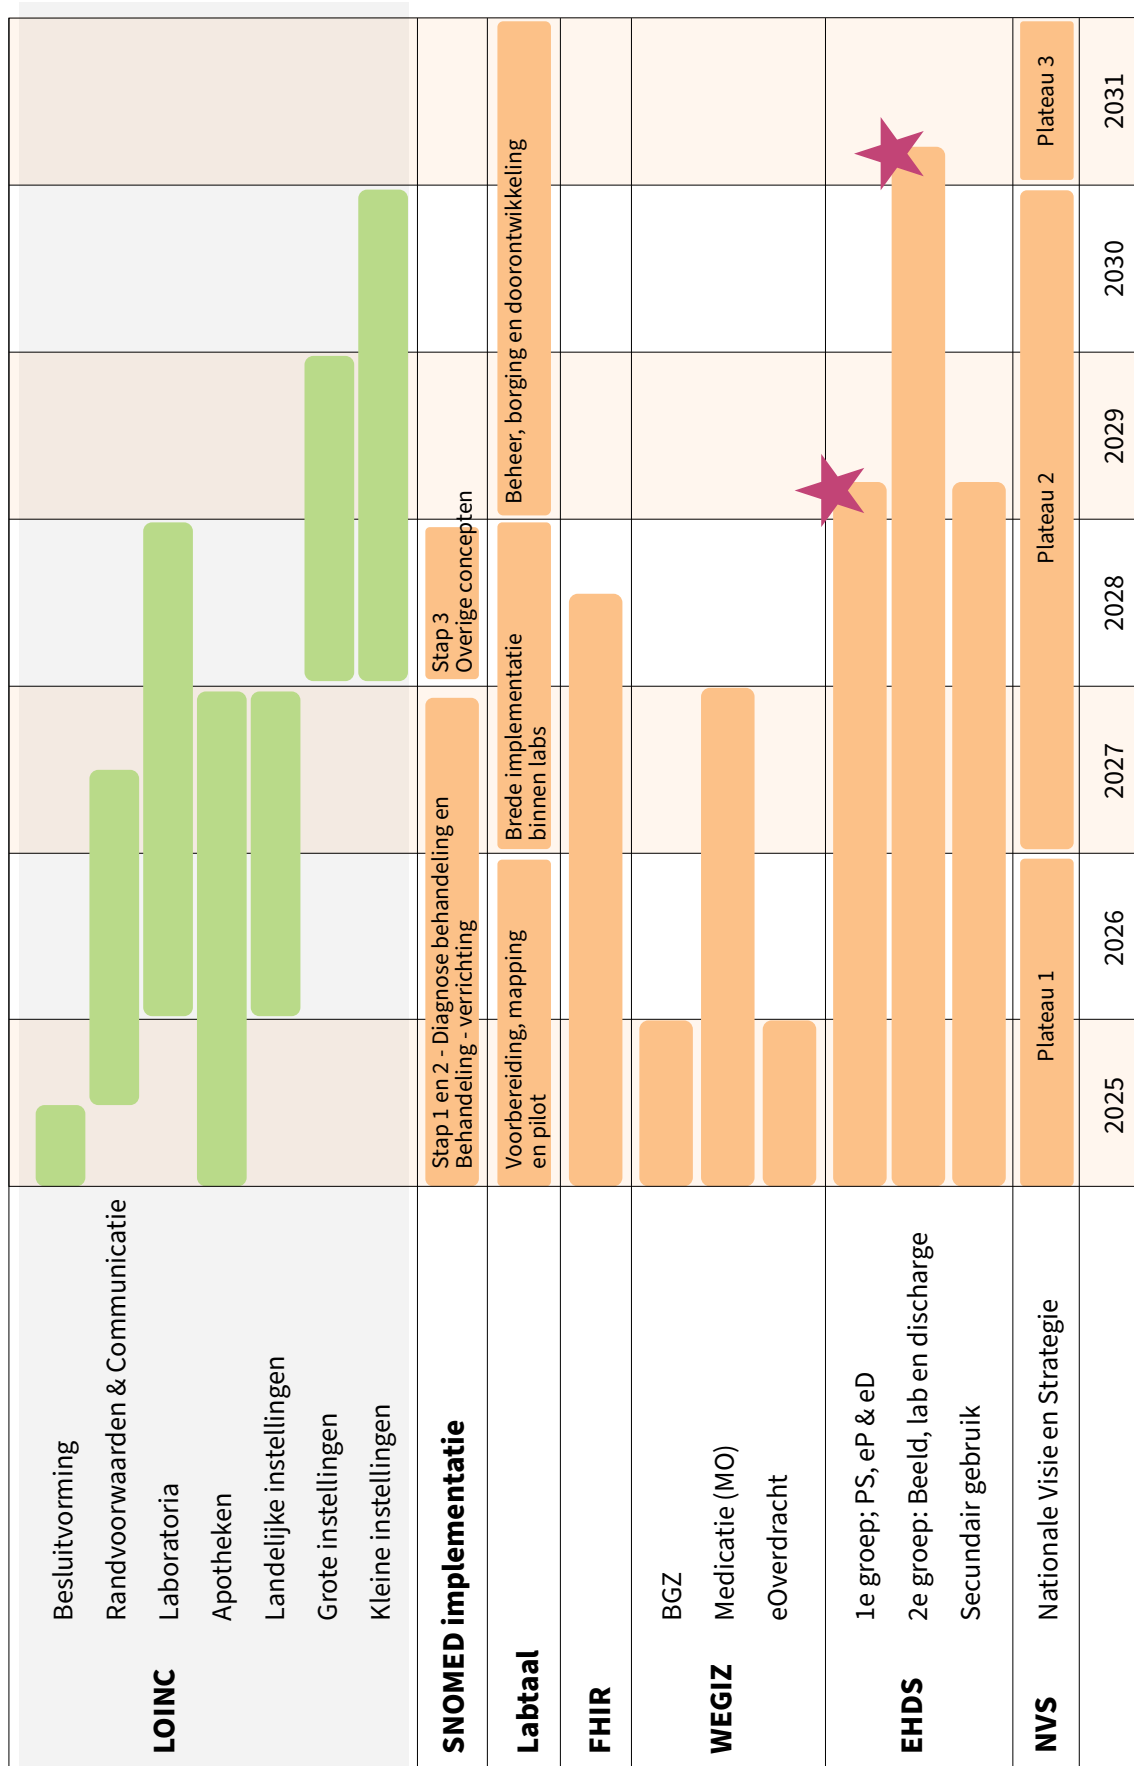 LOINC
Besluitvorming
Randvoorwaarden & Communicatie
Laboratoria
Apotheken
Landelijke instellingen
Grote instellingen
Kleine instellingen
SNOMED implementatie
Stap 1 en 2 - Diagnose behandeling en
Behandeling - verrichting
Stap 3
Overige concepten
Labtaal
Voorbereiding, mapping
en pilot
Brede implementatie
binnen labs
Beheer, borging en doorontwikkeling
FHIR
WEGIZ
BGZ
Medicatie (MO)
eOverdracht
EHDS
1e groep; PS, eP & eD
2e groep: Beeld, lab en discharge
Secundair gebruik
NVS
Nationale Visie en Strategie
Plateau 1
Plateau 2
Plateau 3
2025
2026
2027
2028
2029
2030
2031